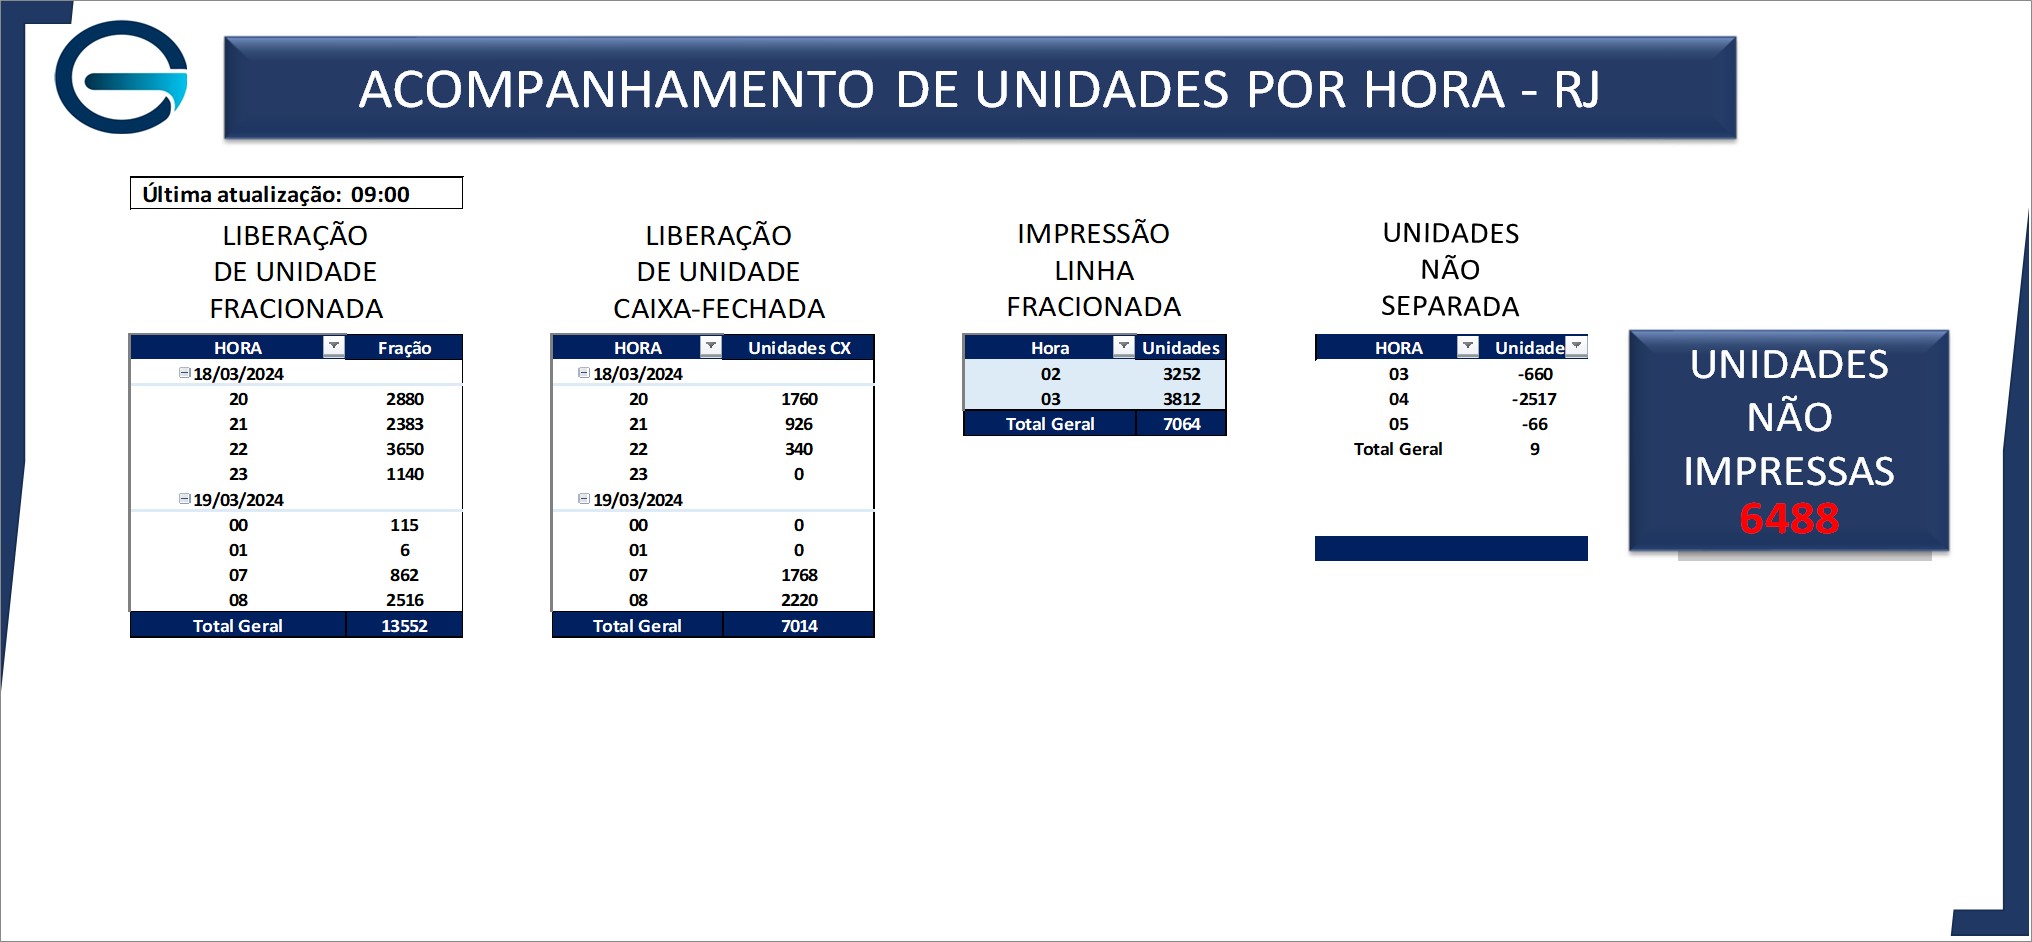 ACOMPANHAMENTO DE UNIDADES POR HORA - RJ
Última atualização: 09:00
LIBERAÇÃO
DE UNIDADE
FRACIONADA
HORA Fração
18/03/2024
20 2880
21 2383
22 3650
23 1140
19/03/2024
00 115
01 6
07 862
08 2516
Total Geral 13552
LIBERAÇÃO
DE UNIDADE
CAIXA-FECHADA
HORA Unidades CX
18/03/2024
20 1760
21 926
22 340
23 0
19/03/2024
00 0
01 0
07 1768
08 2220
Total Geral 7014
IMPRESSÃO
LINHA
FRACIONADA
Hora Unidades
02 3252
03 3812
Total Geral 7064
UNIDADES
NÃO
SEPARADA
HORA Unidade
03 -660
04 -2517
05 -66
Total Geral 9
UNIDADES
NÃO
IMPRESSAS
6488